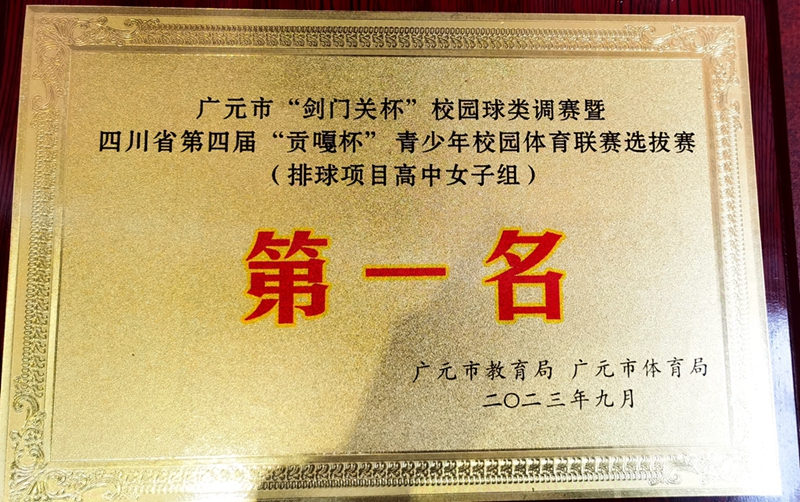 广元市“剑门关杯”校园球类调赛暨
四川省第四届“贡嘎杯”青少年校园体育联赛选拔赛
（排球项目高中女子组）
第一名
广元市教育局 广元市体育局
二〇二三年九月